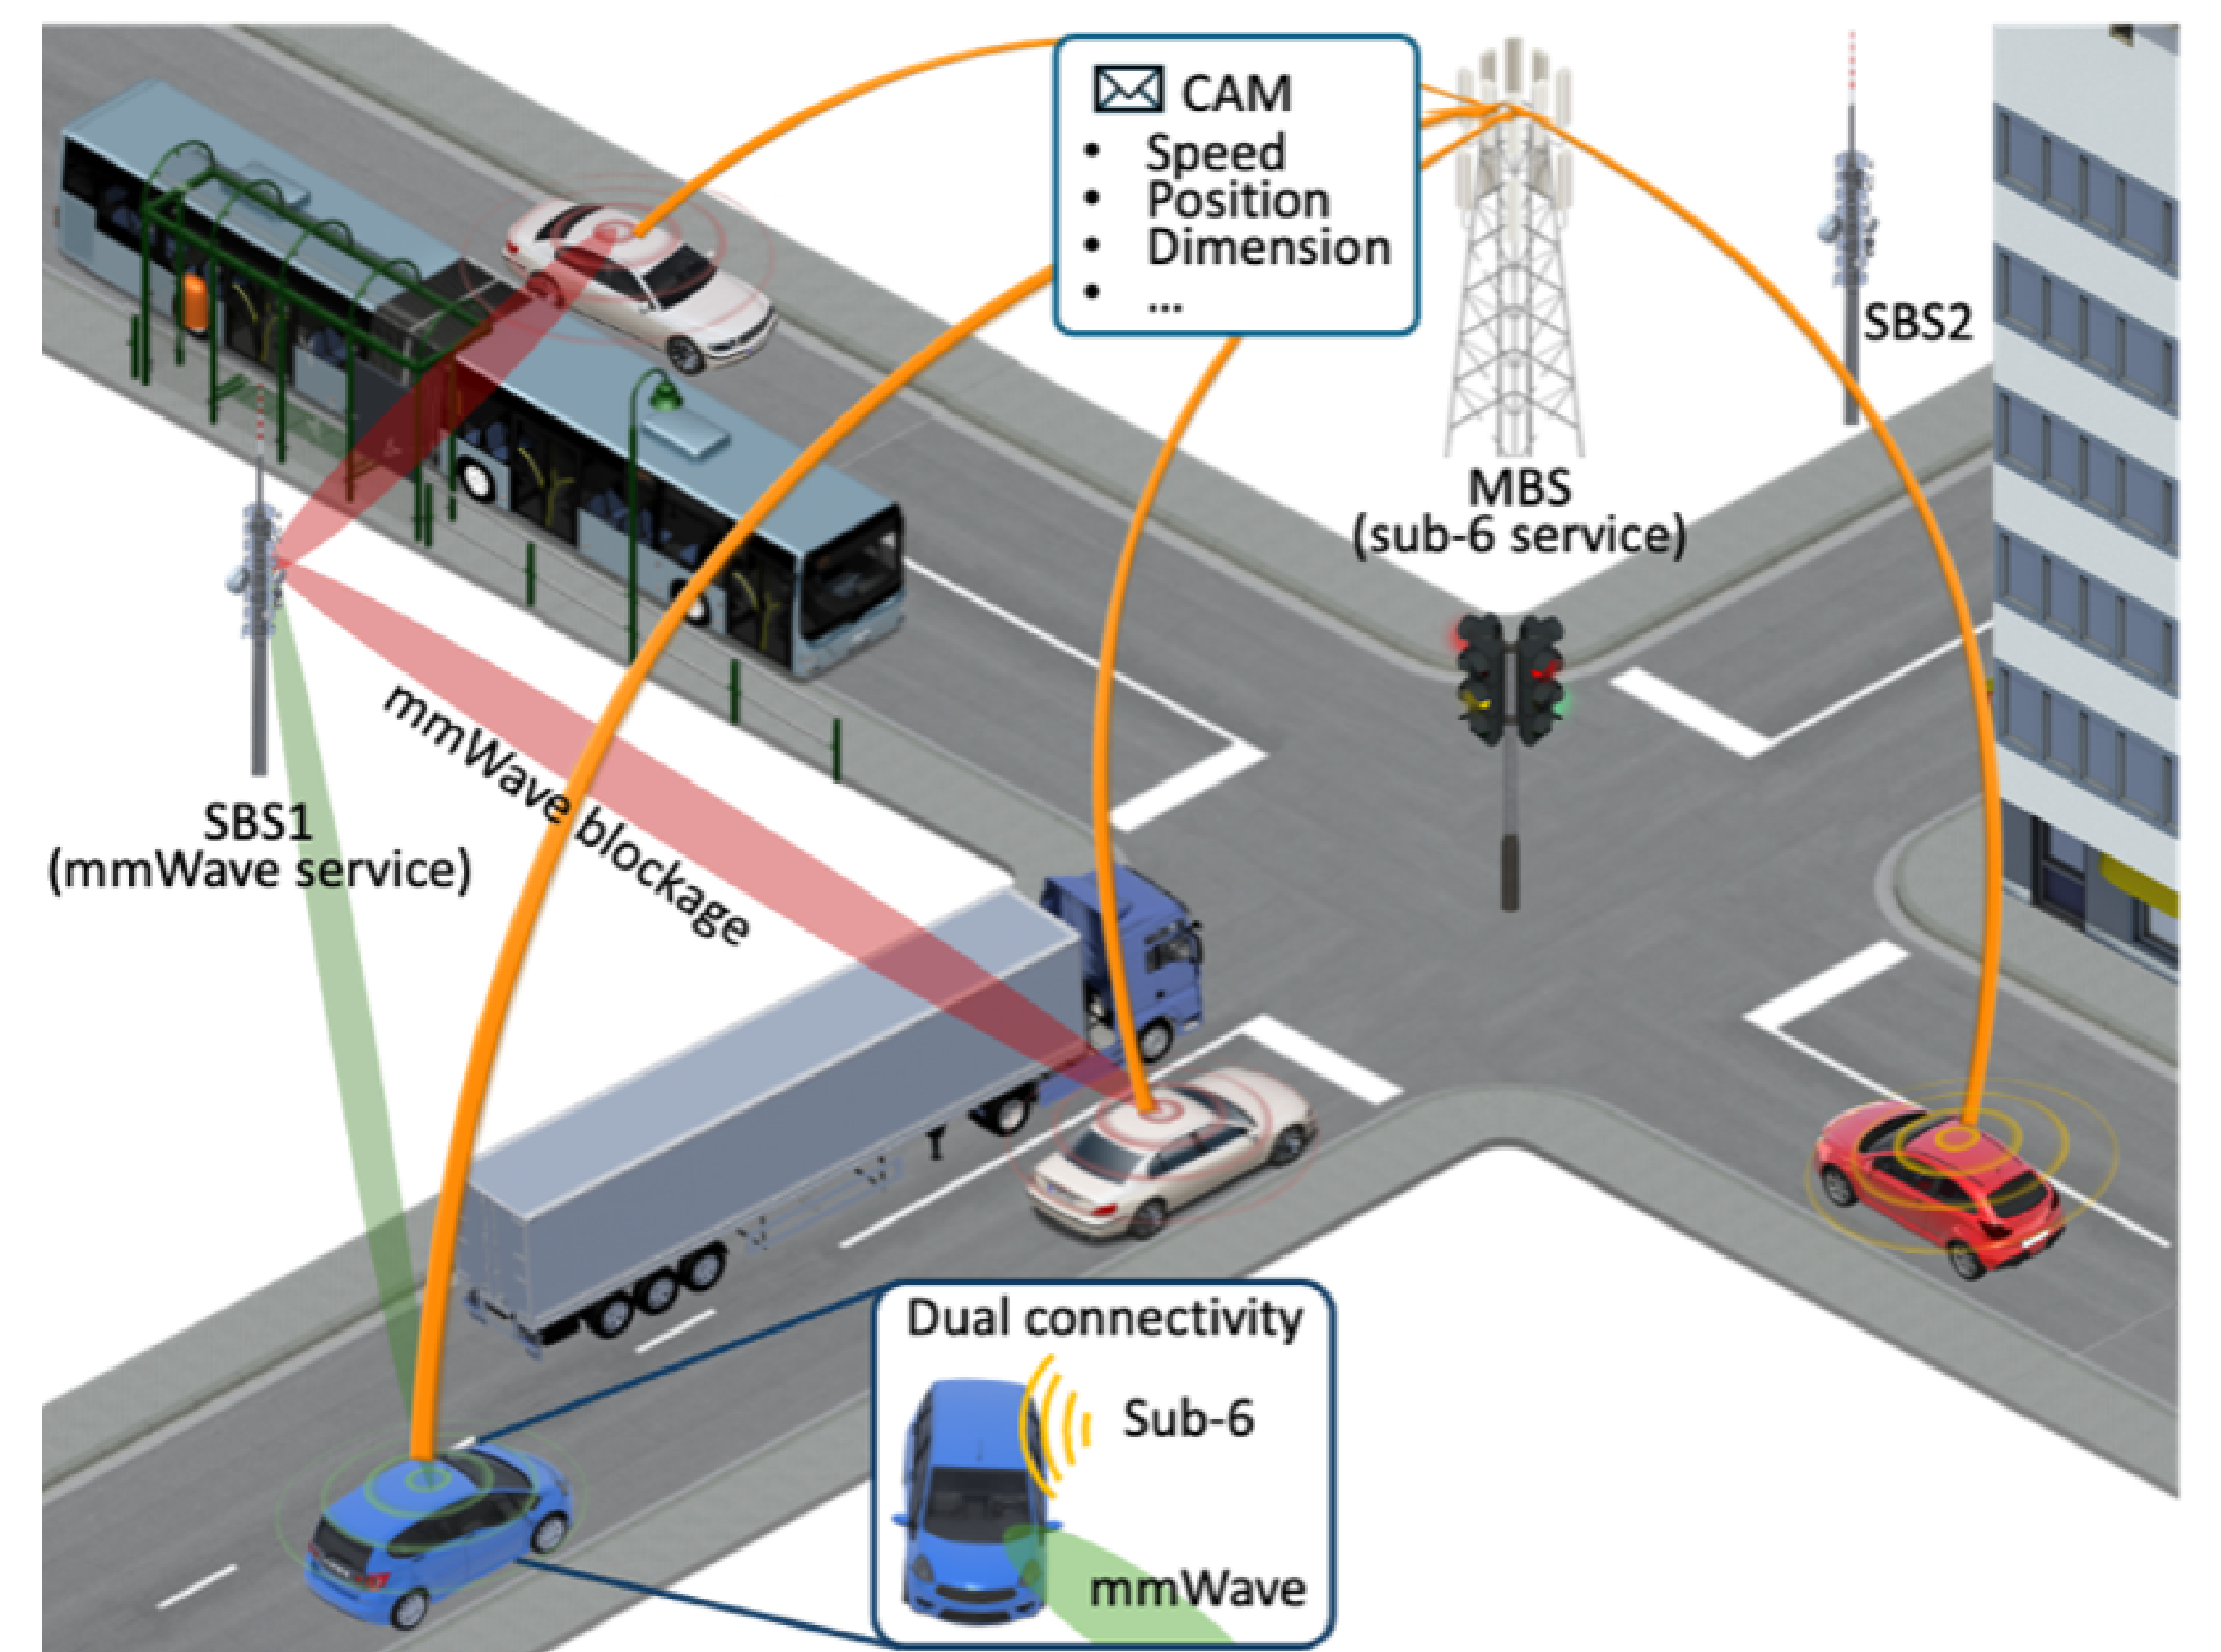 CAM
• Speed
• Position
• Dimension
• ...
SBS2
MBS
(sub-6 service)
mmWave blockage
SBS1
(mmWave service)
Dual connectivity
Sub-6
mmWave